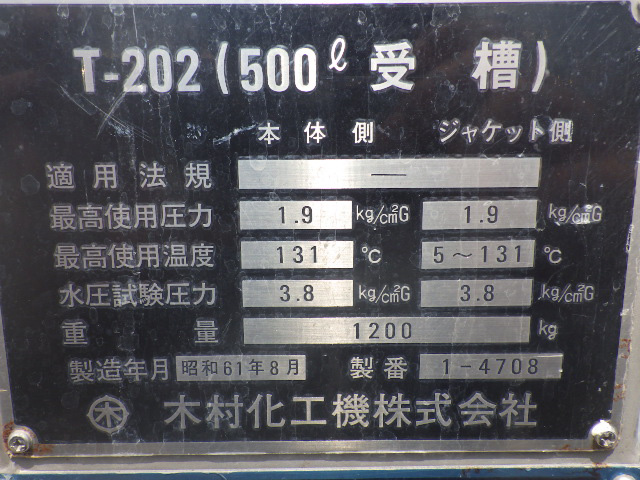 T-202(500ℓ 受槽)
本体側 ジャケット側
適用法規 —
最高使用圧力 1.9 kg/cm²G 1.9 kg/cm²G
最高使用温度 131 ℃ 5～131 ℃
水圧試験圧力 3.8 kg/cm²G 3.8 kg/cm²G
重量 1200 kg
製造年月 昭和61年8月 製番 1-4708
木 木村化工機株式会社